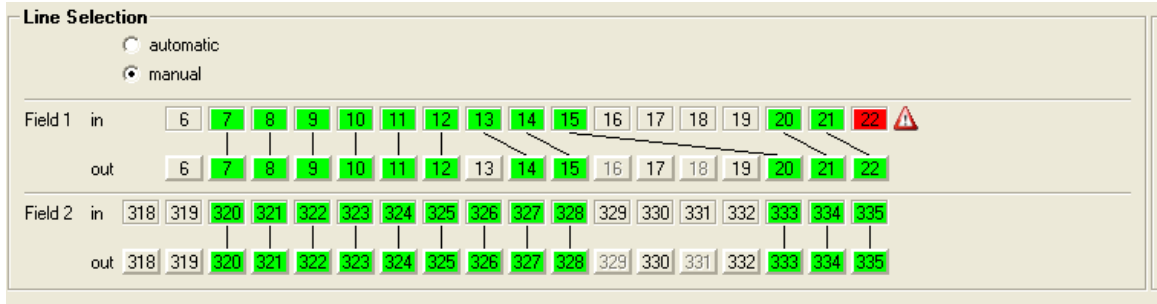 Line Selection
automatic
manual
Field 1 in 6 7 8 9 10 11 12 13 14 15 16 17 18 19 20 21 22
out 6 7 8 9 10 11 12 13 14 15 16 17 18 19 20 21 22
Field 2 in 318 319 320 321 322 323 324 325 326 327 328 329 330 331 332 333 334 335
out 318 319 320 321 322 323 324 325 326 327 328 329 330 331 332 333 334 335